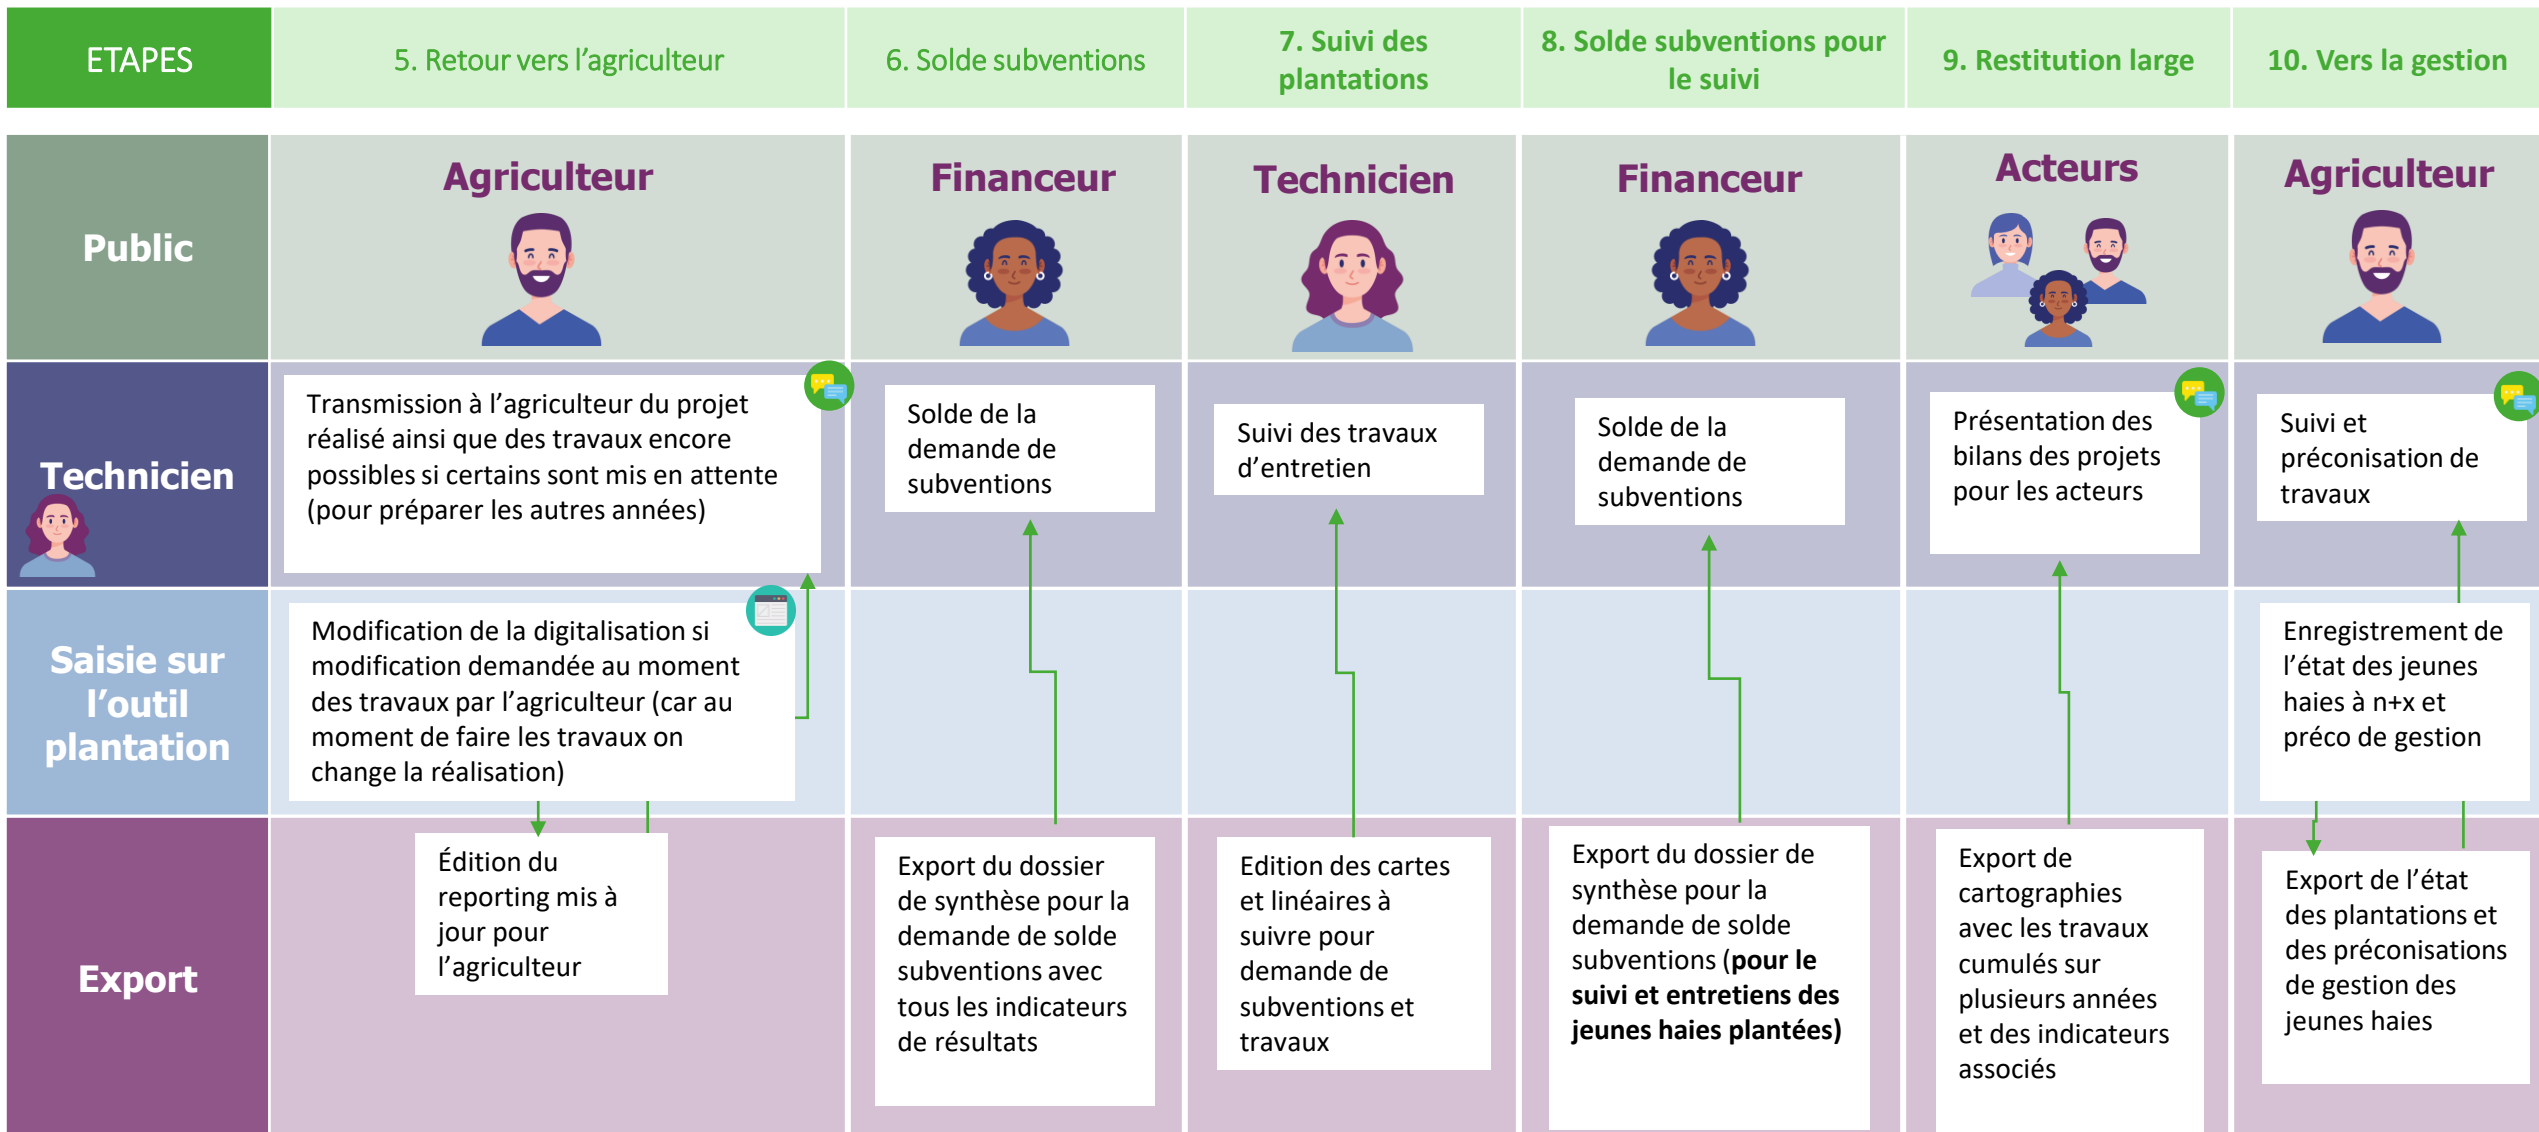 ETAPES
5. Retour vers l’agriculteur
6. Solde subventions
7. Suivi des
plantations
8. Solde subventions pour
le suivi
9. Restitution large
10. Vers la gestion
Public
Agriculteur
Financeur
Technicien
Financeur
Acteurs
Agriculteur
Technicien
Transmission à l’agriculteur du projet
réalisé ainsi que des travaux encore
possibles si certains sont mis en attente
(pour préparer les autres années)
Solde de la
demande de
subventions
Suivi des travaux
d’entretien
Solde de la
demande de
subventions
Présentation des
bilans des projets
pour les acteurs
Suivi et
préconisation de
travaux
Saisie sur
l’outil
plantation
Modification de la digitalisation si
modification demandée au moment
des travaux par l’agriculteur (car au
moment de faire les travaux on
change la réalisation)
Enregistrement de
l’état des jeunes
haies à n+x et
préco de gestion
Export
Édition du
reporting mis à
jour pour
l’agriculteur
Export du dossier
de synthèse pour la
demande de solde
subventions avec
tous les indicateurs
de résultats
Edition des cartes
et linéaires à
suivre pour
demande de
subventions et
travaux
Export du dossier de
synthèse pour la
demande de solde
subventions (pour le
suivi et entretiens des
jeunes haies plantées)
Export de
cartographies
avec les travaux
cumulés sur
plusieurs années
et des indicateurs
associés
Export de l’état
des plantations et
des préconisations
de gestion des
jeunes haies